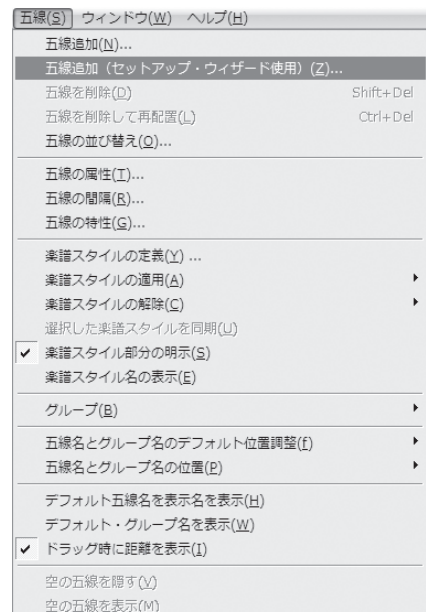 五線(S) ウィンドウ(W) ヘルプ(H)
五線追加(N)...
五線追加（セットアップ・ウィザード使用）(Z)...
五線を削除(D) Shift+Del
五線を削除して再配置(L) Ctrl+Del
五線の並び替え(O)...
五線の属性(T)...
五線の間隔(R)...
五線の特性(G)...
楽譜スタイルの定義(Y) ...
楽譜スタイルの適用(A)
楽譜スタイルの解除(C)
選択した楽譜スタイルを同期(U)
楽譜スタイル部分の明示(S)
楽譜スタイル名の表示(E)
グループ(B)
五線名とグループ名のデフォルト位置調整(f)
五線名とグループ名の位置(P)
デフォルト五線名を表示名を表示(H)
デフォルト・グループ名を表示(W)
ドラッグ時に距離を表示(I)
空の五線を隠す(V)
空の五線を表示(M)